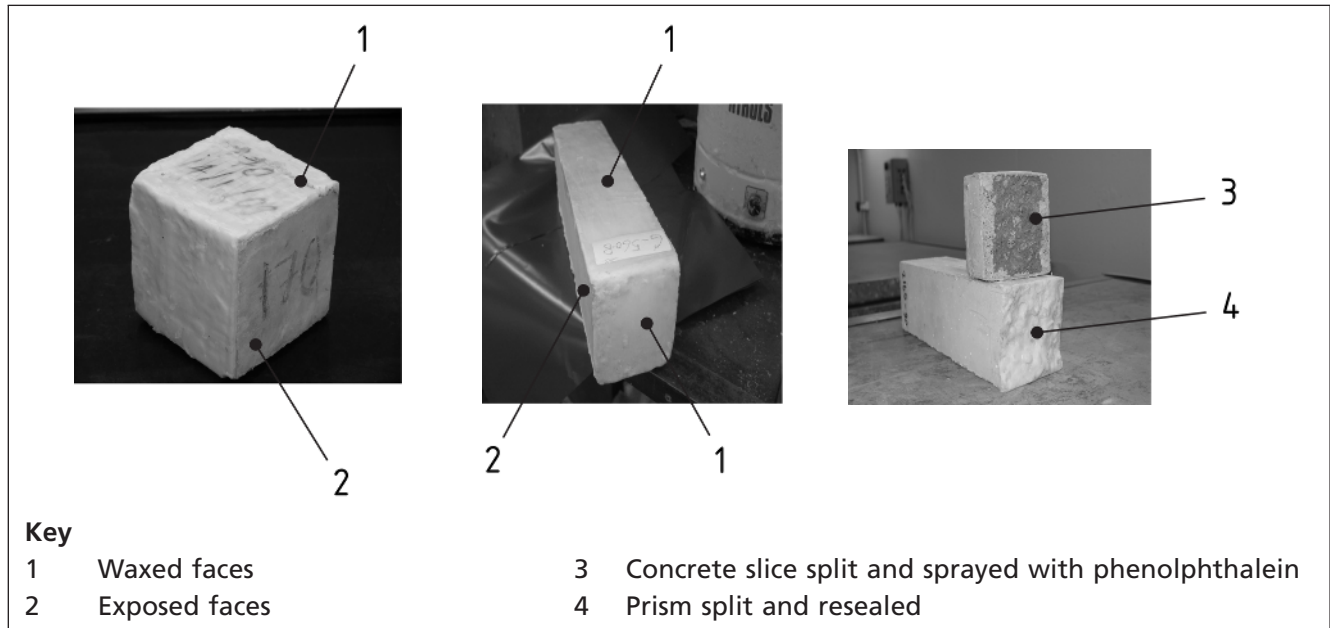 1
1
170
G-560B
3
4
2
2
1
Key
1 Waxed faces
2 Exposed faces
3 Concrete slice split and sprayed with phenolphthalein
4 Prism split and resealed